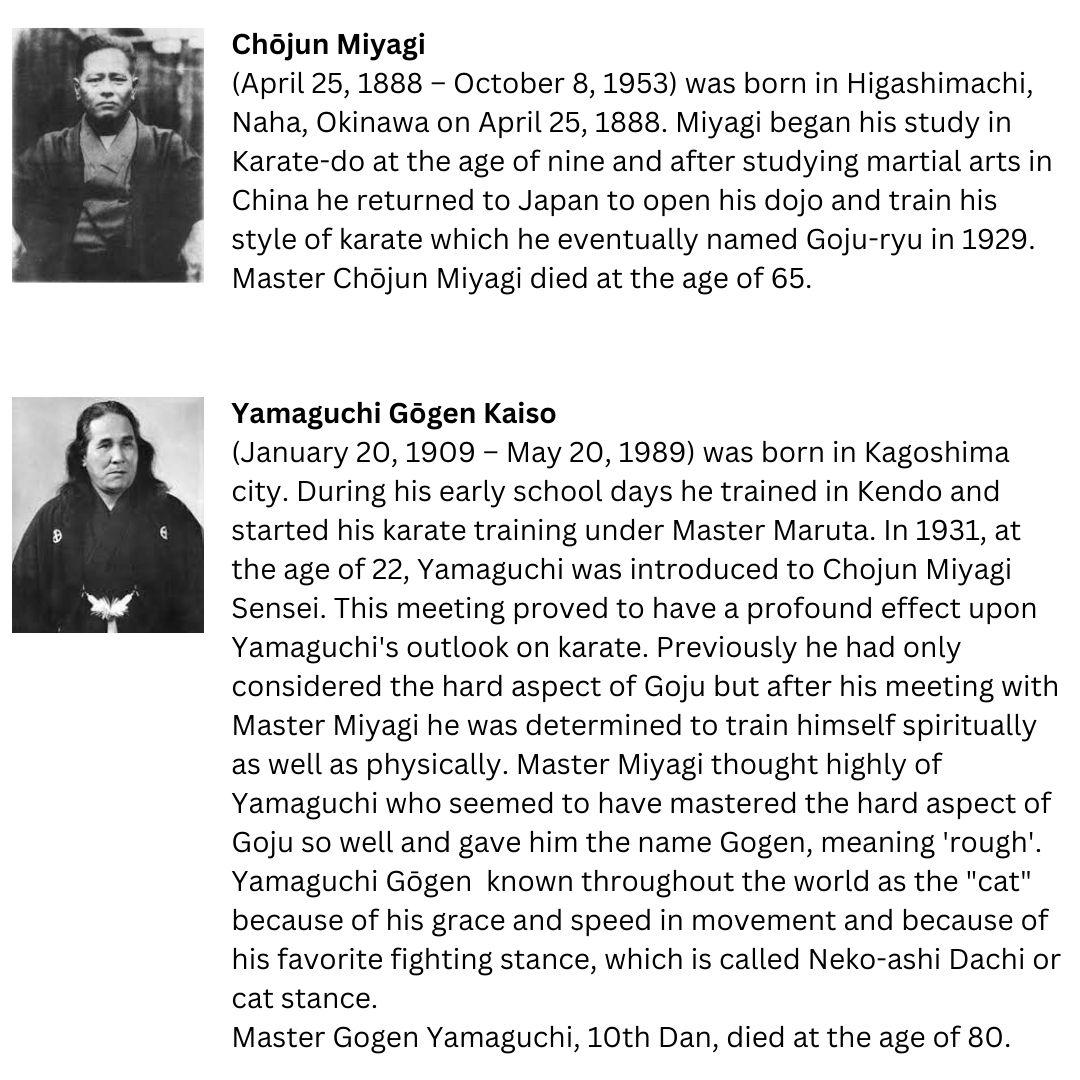 Chōjun Miyagi
(April 25, 1888 – October 8, 1953) was born in Higashimachi,
Naha, Okinawa on April 25, 1888. Miyagi began his study in
Karate-do at the age of nine and after studying martial arts in
China he returned to Japan to open his dojo and train his
style of karate which he eventually named Goju-ryu in 1929.
Master Chōjun Miyagi died at the age of 65.
Yamaguchi Gōgen Kaiso
(January 20, 1909 – May 20, 1989) was born in Kagoshima
city. During his early school days he trained in Kendo and
started his karate training under Master Maruta. In 1931, at
the age of 22, Yamaguchi was introduced to Chojun Miyagi
Sensei. This meeting proved to have a profound effect upon
Yamaguchi's outlook on karate. Previously he had only
considered the hard aspect of Goju but after his meeting with
Master Miyagi he was determined to train himself spiritually
as well as physically. Master Miyagi thought highly of
Yamaguchi who seemed to have mastered the hard aspect of
Goju so well and gave him the name Gogen, meaning 'rough'.
Yamaguchi Gōgen  known throughout the world as the "cat"
because of his grace and speed in movement and because of
his favorite fighting stance, which is called Neko-ashi Dachi or
cat stance.
Master Gogen Yamaguchi, 10th Dan, died at the age of 80.